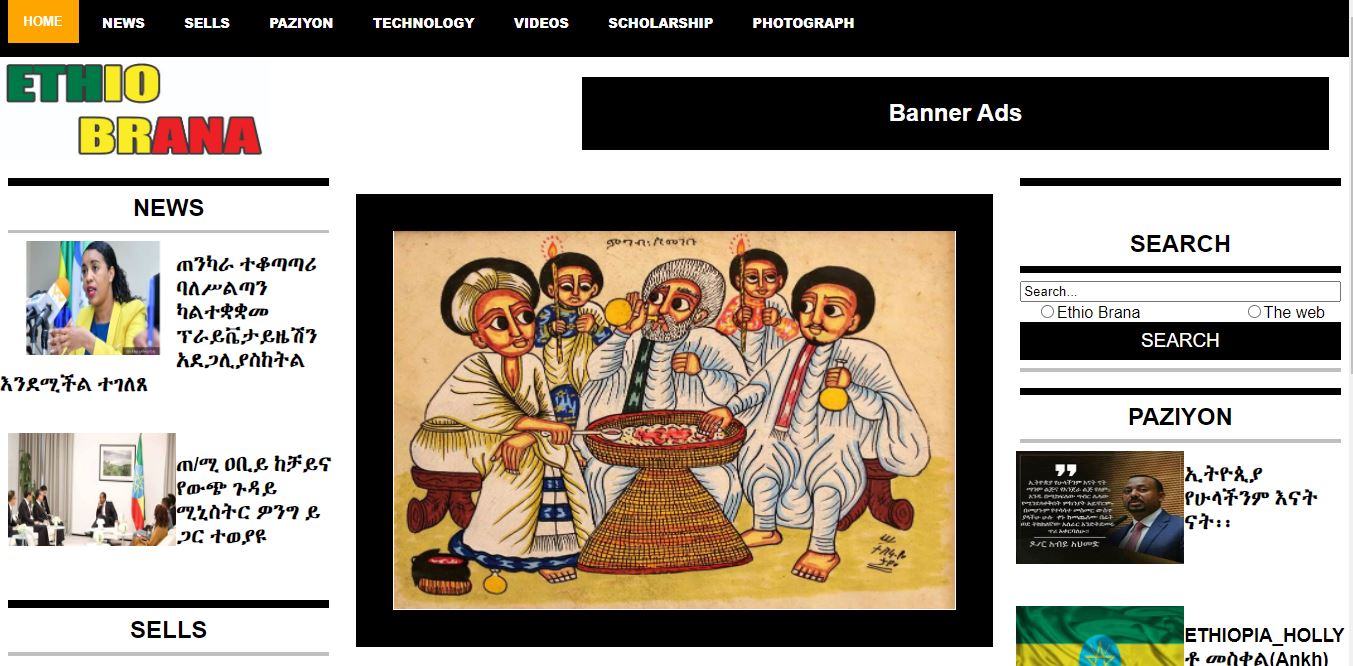 HOME NEWS SELLS PAZIYON TECHNOLOGY VIDEOS SCHOLARSHIP PHOTOGRAPH
ETHIO
BRANA
Banner Ads
NEWS
ጠንካራ ተቆጣጣሪ
ባለሥልጣን
ካልተቋቋመ
ፕራይቬታይዜሽን
አደጋሊያስከትል
እንደሚችል ተገለጸ
ጠ/ሚ ዐቢይ ከቻይና
የውጭ ጉዳይ
ሚኒስትር ዎንግ ይ
ጋር ተወያዩ
SELLS
ምግብ፡ሲመገቡ
SEARCH
Search...
Ethio Brana The web
SEARCH
PAZIYON
ዶ/ር አብይ አህመድ
ኢትዮጲያ
የሁላችንም እናት
ናት፡፡
ETHIOPIA_HOLLY
ቶ መስቀል(Ankh)